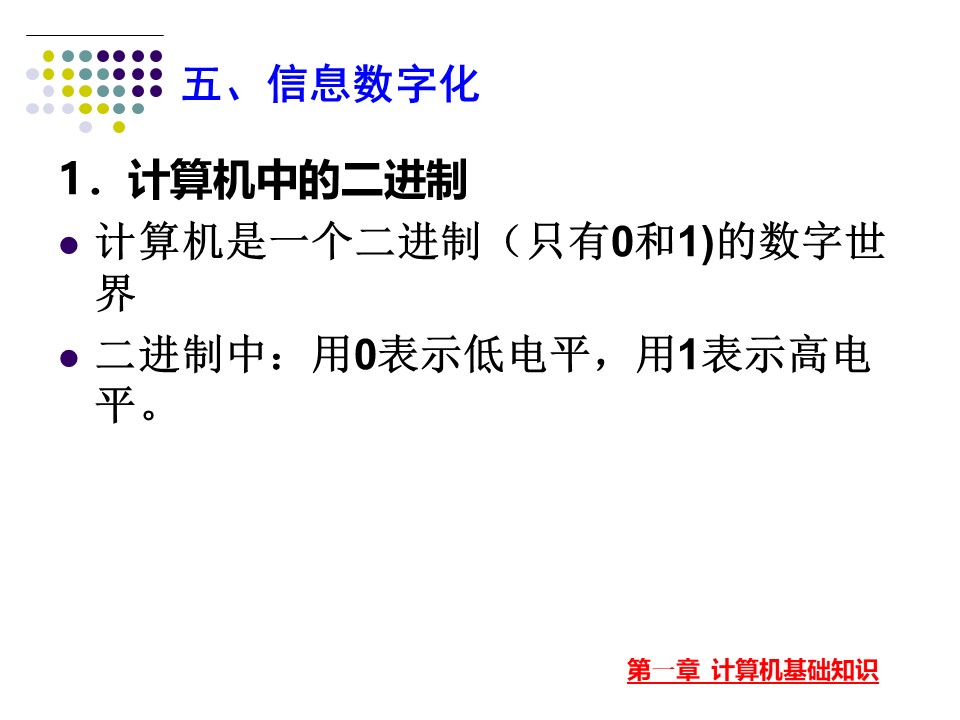 五、信息数字化
1．计算机中的二进制
计算机是一个二进制（只有0和1)的数字世
界
二进制中：用0表示低电平，用1表示高电
平。
第一章 计算机基础知识